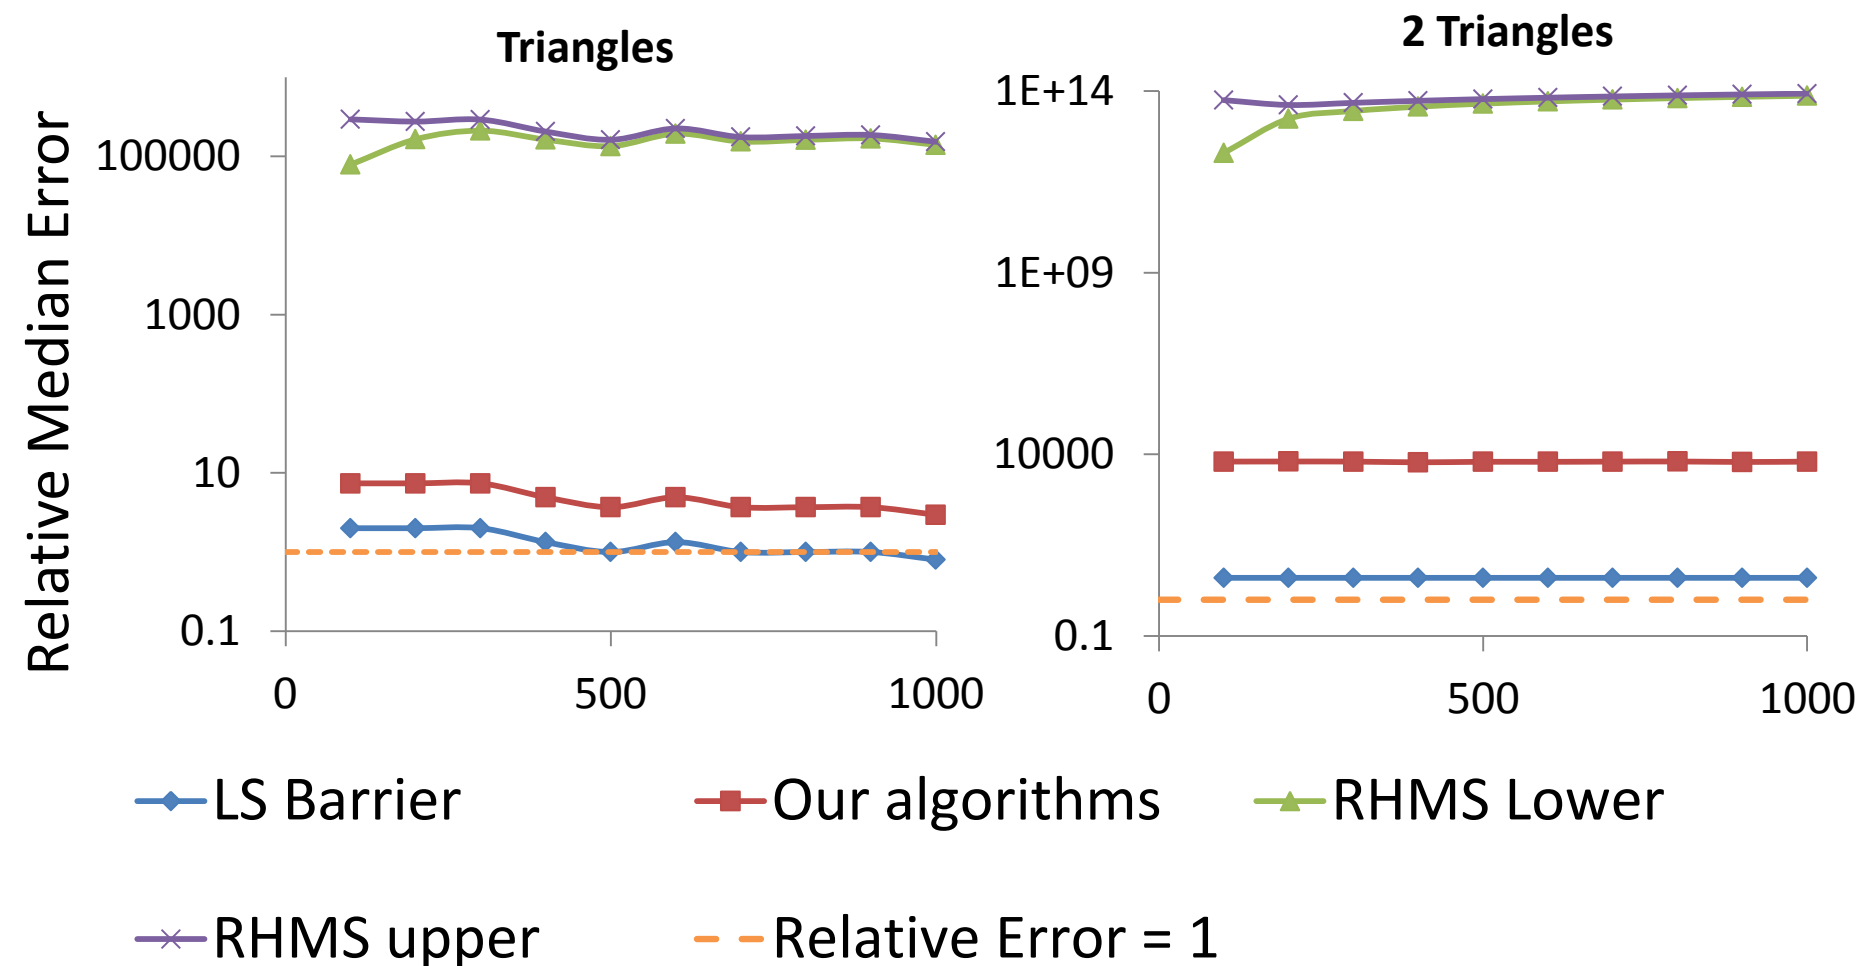 Triangles
2 Triangles
Relative Median Error
100000
1000
10
0.1
0 500 1000
1E+14
1E+09
10000
0.1
0 500 1000
LS Barrier
Our algorithms
RHMS Lower
RHMS upper
Relative Error = 1